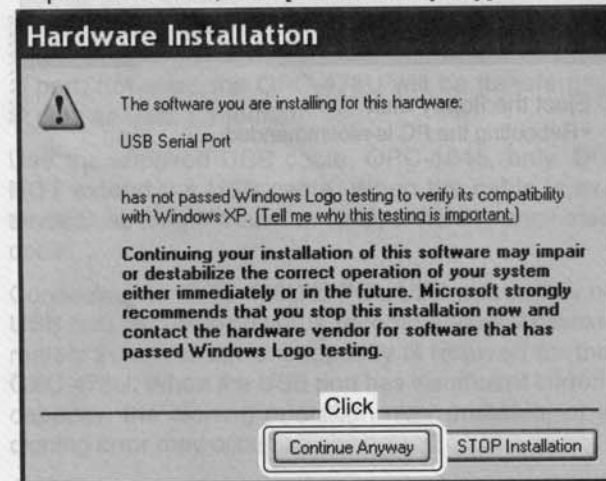 Hardware Installation
The software you are installing for this hardware:
USB Serial Port
has not passed Windows Logo testing to verify its compatibility
with Windows XP. (Tell me why this testing is important.)
Continuing your installation of this software may impair
or destabilize the correct operation of your system
either immediately or in the future. Microsoft strongly
recommends that you stop this installation now and
contact the hardware vendor for software that has
passed Windows Logo testing.
Click
Continue Anyway
STOP Installation